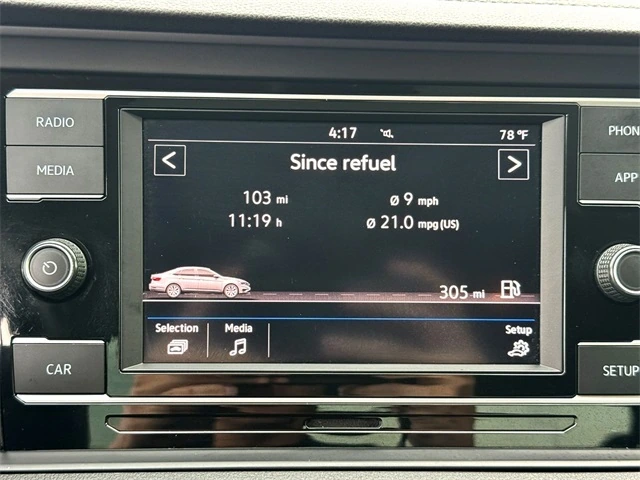 RADIO
MEDIA
CAR
4:17 78 °F
Since refuel
103 mi ø 9 mph
11:19 h ø 21.0 mpg (US)
305 mi
Selection Media Setup
PHON
APP
SETUP